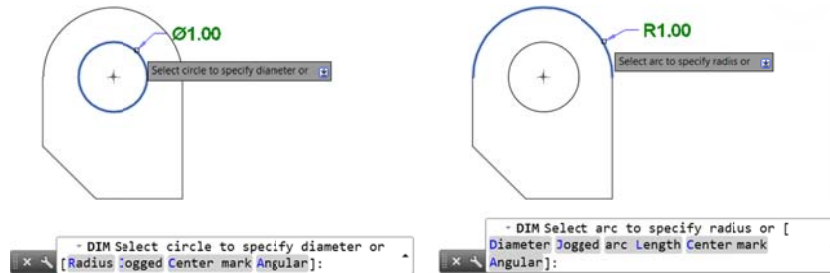 Ø1.00
Select circle to specify diameter or
DIM Select circle to specify diameter or
[Radius Jogged Center mark Angular]:
R1.00
Select arc to specify radiis or
DIM Select arc to specify radius or [
Diameter Jogged arc Length Center mark
Angular]: